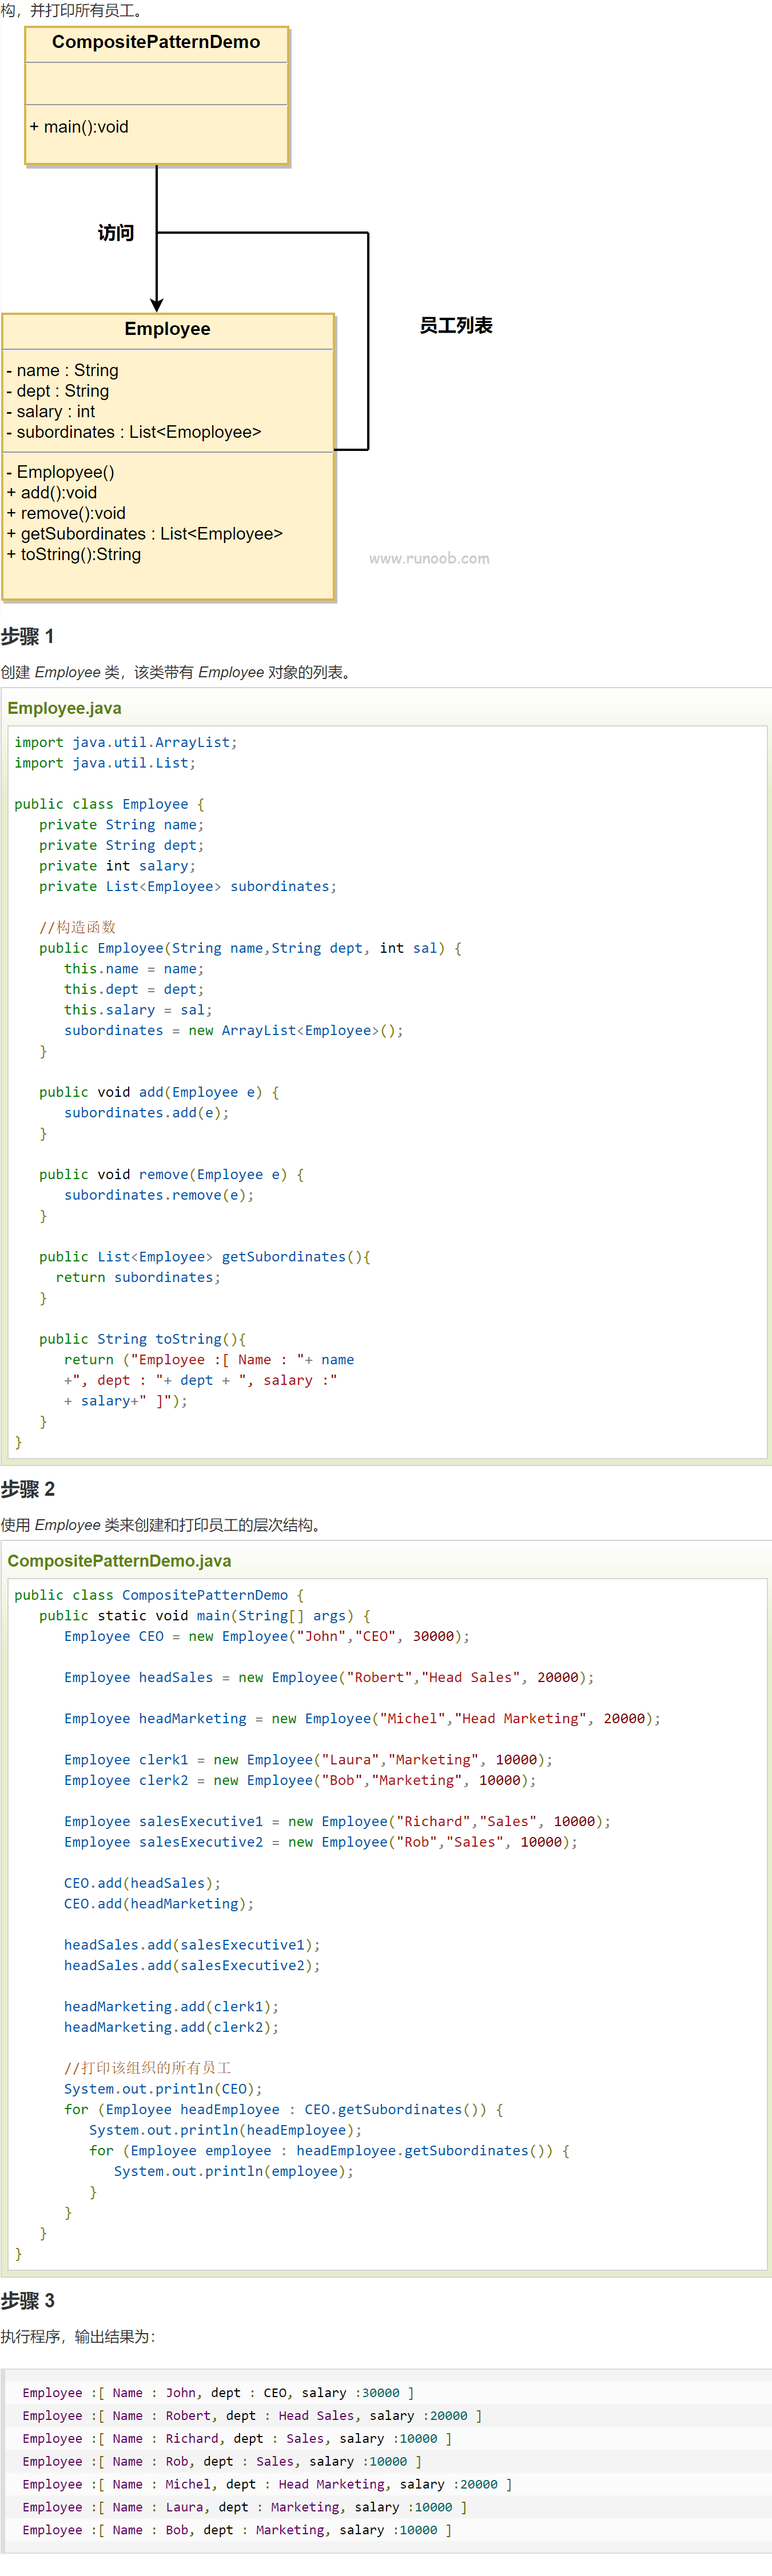 构，并打印所有员工。
CompositePatternDemo
+ main():void
访问
员工列表
Employee
- name : String
- dept : String
- salary : int
- subordinates : List<Emoployee>
- Emplopyee()
+ add():void
+ remove():void
+ getSubordinates : List<Employee>
+ toString():String
www.runoob.com
步骤 1
创建 Employee 类，该类带有 Employee 对象的列表。
Employee.java
import java.util.ArrayList;
import java.util.List;
public class Employee {
private String name;
private String dept;
private int salary;
private List<Employee> subordinates;
//构造函数
public Employee(String name,String dept, int sal) {
this.name = name;
this.dept = dept;
this.salary = sal;
subordinates = new ArrayList<Employee>();
}
public void add(Employee e) {
subordinates.add(e);
}
public void remove(Employee e) {
subordinates.remove(e);
}
public List<Employee> getSubordinates(){
return subordinates;
}
public String toString(){
return ("Employee :[ Name : "+ name
+", dept : "+ dept + ", salary :"
+ salary+" ]");
}
}
步骤 2
使用 Employee 类来创建和打印员工的层次结构。
CompositePatternDemo.java
public class CompositePatternDemo {
public static void main(String[] args) {
Employee CEO = new Employee("John","CEO", 30000);
Employee headSales = new Employee("Robert","Head Sales", 20000);
Employee headMarketing = new Employee("Michel","Head Marketing", 20000);
Employee clerk1 = new Employee("Laura","Marketing", 10000);
Employee clerk2 = new Employee("Bob","Marketing", 10000);
Employee salesExecutive1 = new Employee("Richard","Sales", 10000);
Employee salesExecutive2 = new Employee("Rob","Sales", 10000);
CEO.add(headSales);
CEO.add(headMarketing);
headSales.add(salesExecutive1);
headSales.add(salesExecutive2);
headMarketing.add(clerk1);
headMarketing.add(clerk2);
//打印该组织的所有员工
System.out.println(CEO);
for (Employee headEmployee : CEO.getSubordinates()) {
System.out.println(headEmployee);
for (Employee employee : headEmployee.getSubordinates()) {
System.out.println(employee);
}
}
}
}
步骤 3
执行程序，输出结果为：
Employee :[ Name : John, dept : CEO, salary :30000 ]
Employee :[ Name : Robert, dept : Head Sales, salary :20000 ]
Employee :[ Name : Richard, dept : Sales, salary :10000 ]
Employee :[ Name : Rob, dept : Sales, salary :10000 ]
Employee :[ Name : Michel, dept : Head Marketing, salary :20000 ]
Employee :[ Name : Laura, dept : Marketing, salary :10000 ]
Employee :[ Name : Bob, dept : Marketing, salary :10000 ]